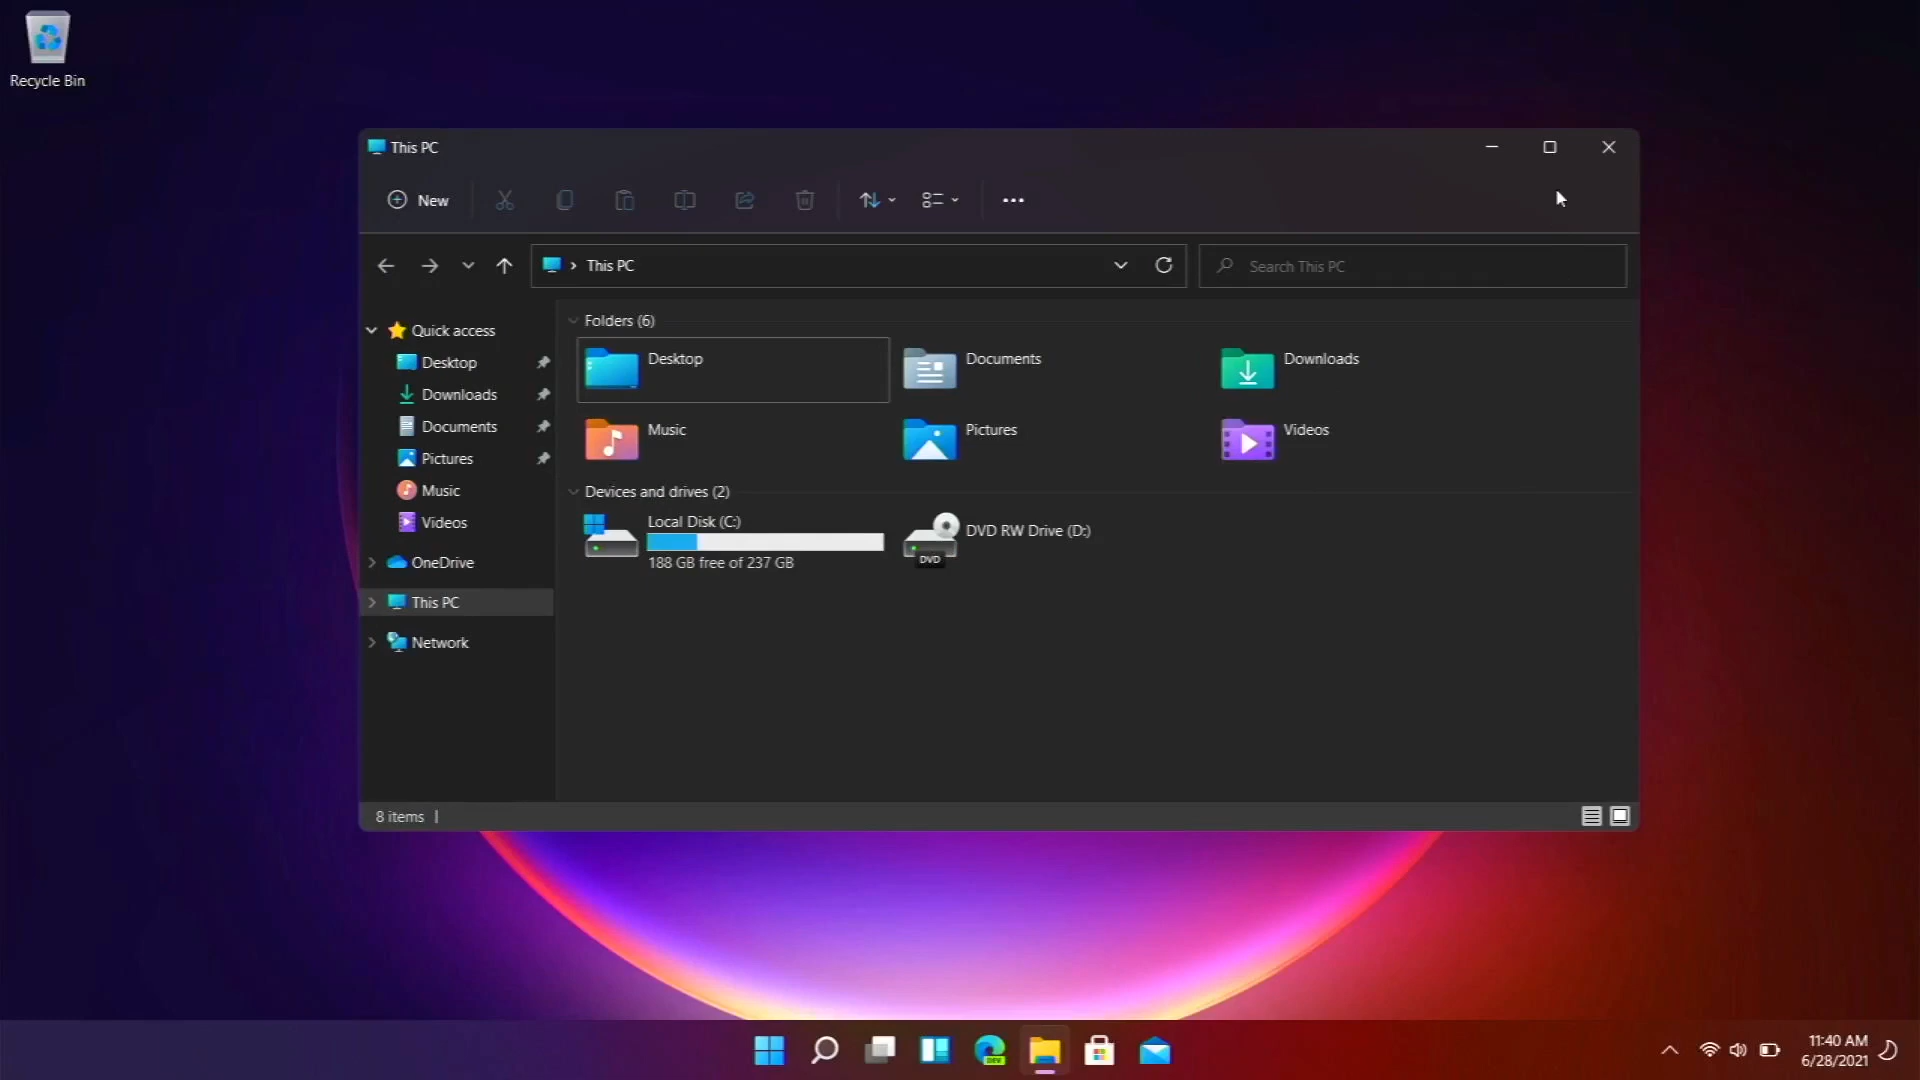 Recycle Bin
This PC
New
This PC
Search This PC
Quick access
Desktop
Downloads
Documents
Pictures
Music
Videos
OneDrive
This PC
Network
Folders (6)
Desktop
Documents
Downloads
Music
Pictures
Videos
Devices and drives (2)
Local Disk (C:)
188 GB free of 237 GB
DVD
DVD RW Drive (D:)
8 items
DEV
11:40 AM
6/28/2021